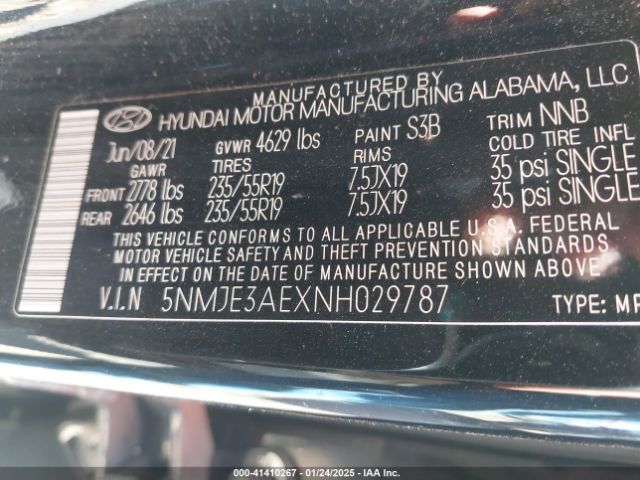 MANUFACTURED BY
HYUNDAI MOTOR MANUFACTURING ALABAMA, LLC
Jun/08/21 GVWR 4629 lbs PAINT S3B TRIM NNB
GAWR TIRES RIMS COLD TIRE INFL
FRONT 2778 lbs 235/55R19 7.5JX19 35 psi SINGLE
REAR 2646 lbs 235/55R19 7.5JX19 35 psi SINGLE
THIS VEHICLE CONFORMS TO ALL APPLICABLE U.S.A. FEDERAL
MOTOR VEHICLE SAFETY AND THEFT PREVENTION STANDARDS
IN EFFECT ON THE DATE OF MANUFACTURE SHOWN ABOVE.
V.I.N 5NMJE3AEXNH029787 TYPE: MP
000-41410267 - 01/24/2025 - IAA Inc.